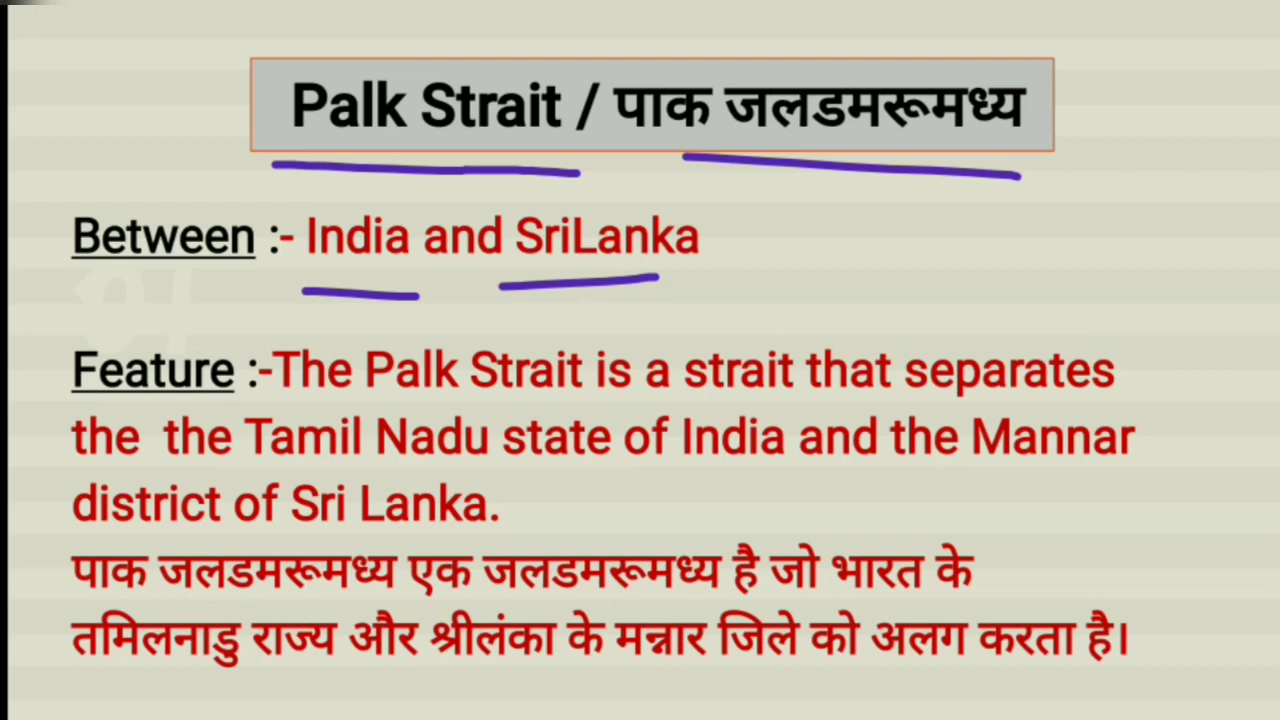 Palk Strait / पाक जलडमरूमध्य
Between :- India and SriLanka
Feature :-The Palk Strait is a strait that separates
the the Tamil Nadu state of India and the Mannar
district of Sri Lanka.
पाक जलडमरूमध्य एक जलडमरूमध्य है जो भारत के
तमिलनाडु राज्य और श्रीलंका के मन्नार जिले को अलग करता है।